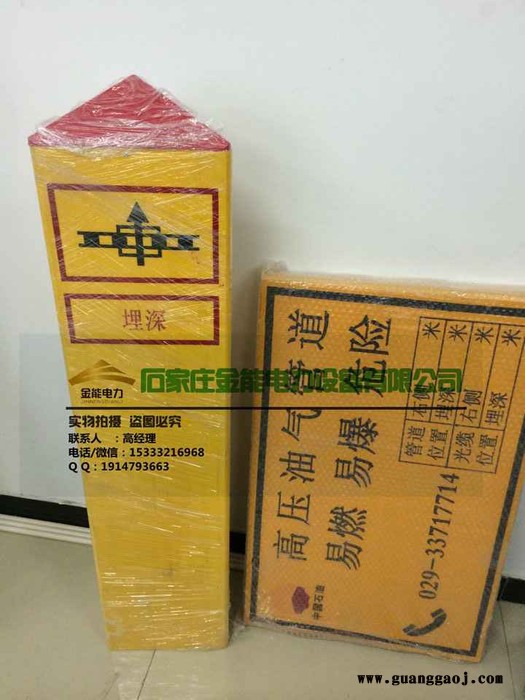 埋深
金能电力
JINNENGDIANLI
石家庄金能电力设备有限公司
实物拍摄 盗图必究
联系人 :高经理
电话/微信:15333216968
Q Q:1914793663
高压油气管道
易燃 易爆 危险
管道 右侧 米
位置 埋深 米
光缆 右侧 米
位置 埋深 米
中国石油
029-33717714
www.guanggaoj.com